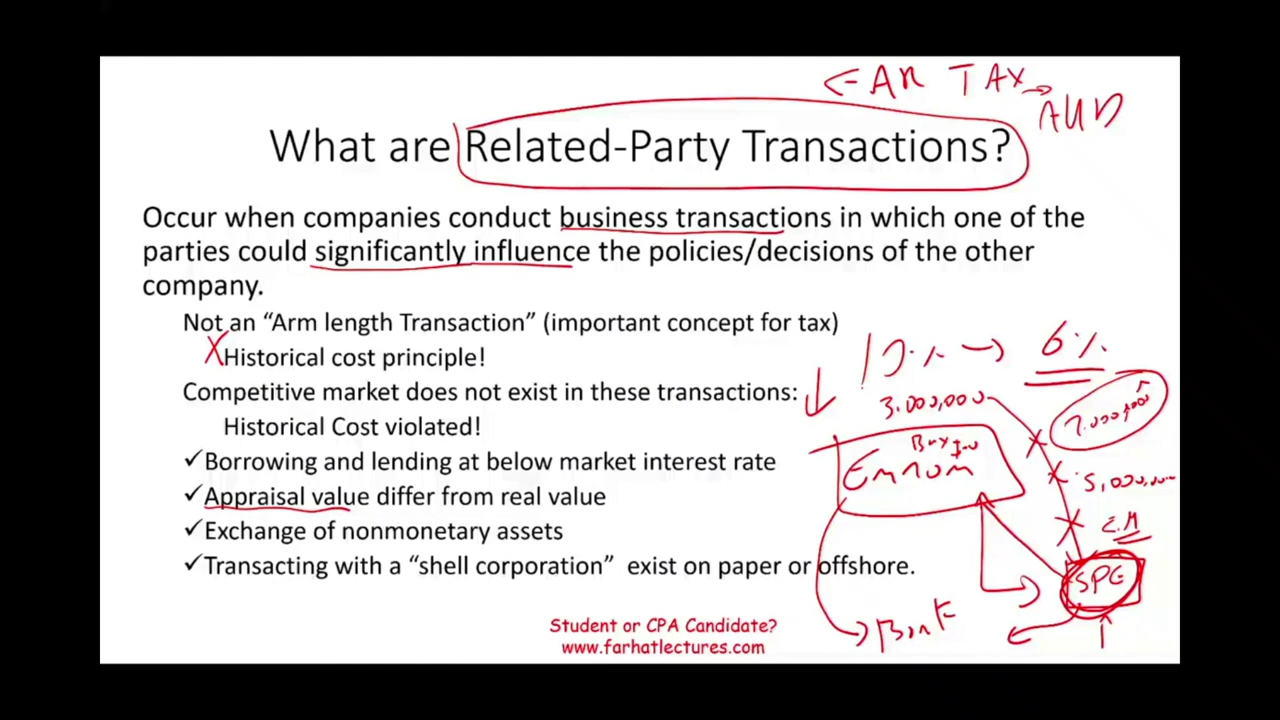 FAR TAX
AUD
What are Related-Party Transactions?
Occur when companies conduct business transactions in which one of the
parties could significantly influence the policies/decisions of the other
company.
Not an “Arm length Transaction” (important concept for tax)
X Historical cost principle!
10% → 6%
Competitive market does not exist in these transactions:
3.000,000
7.000,000
Historical Cost violated!
Enron
✓Borrowing and lending at below market interest rate
5,000,000
✓Appraisal value differ from real value
✓Exchange of nonmonetary assets
✓Transacting with a “shell corporation” exist on paper or offshore.
SPE
Bank
Student or CPA Candidate?
www.farhatlectures.com